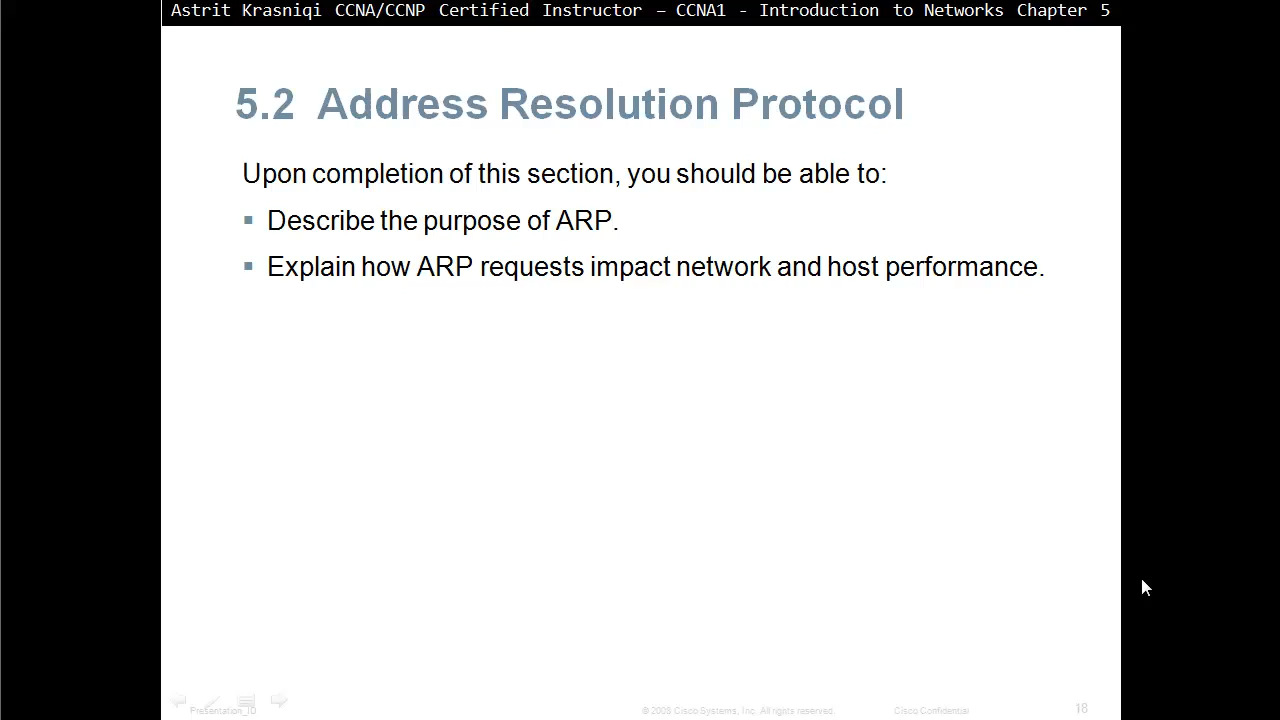 Astrit Krasniqi CCNA/CCNP Certified Instructor – CCNA1 - Introduction to Networks Chapter 5
5.2 Address Resolution Protocol
Upon completion of this section, you should be able to:
Describe the purpose of ARP.
Explain how ARP requests impact network and host performance.
Presentation_ID
© 2008 Cisco Systems, Inc. All rights reserved.
Cisco Confidential
18